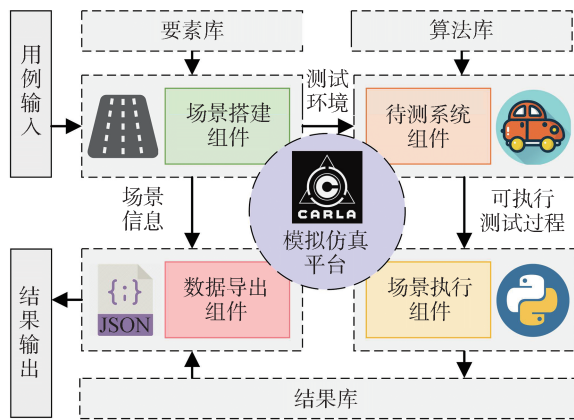 要素库
算法库
用例输入
场景搭建
组件
测试
环境
待测系统
组件
场景
信息
CARLA
模拟仿真
平台
可执行
测试过程
结果输出
{;}
JSON
数据导出
组件
场景执行
组件
结果库